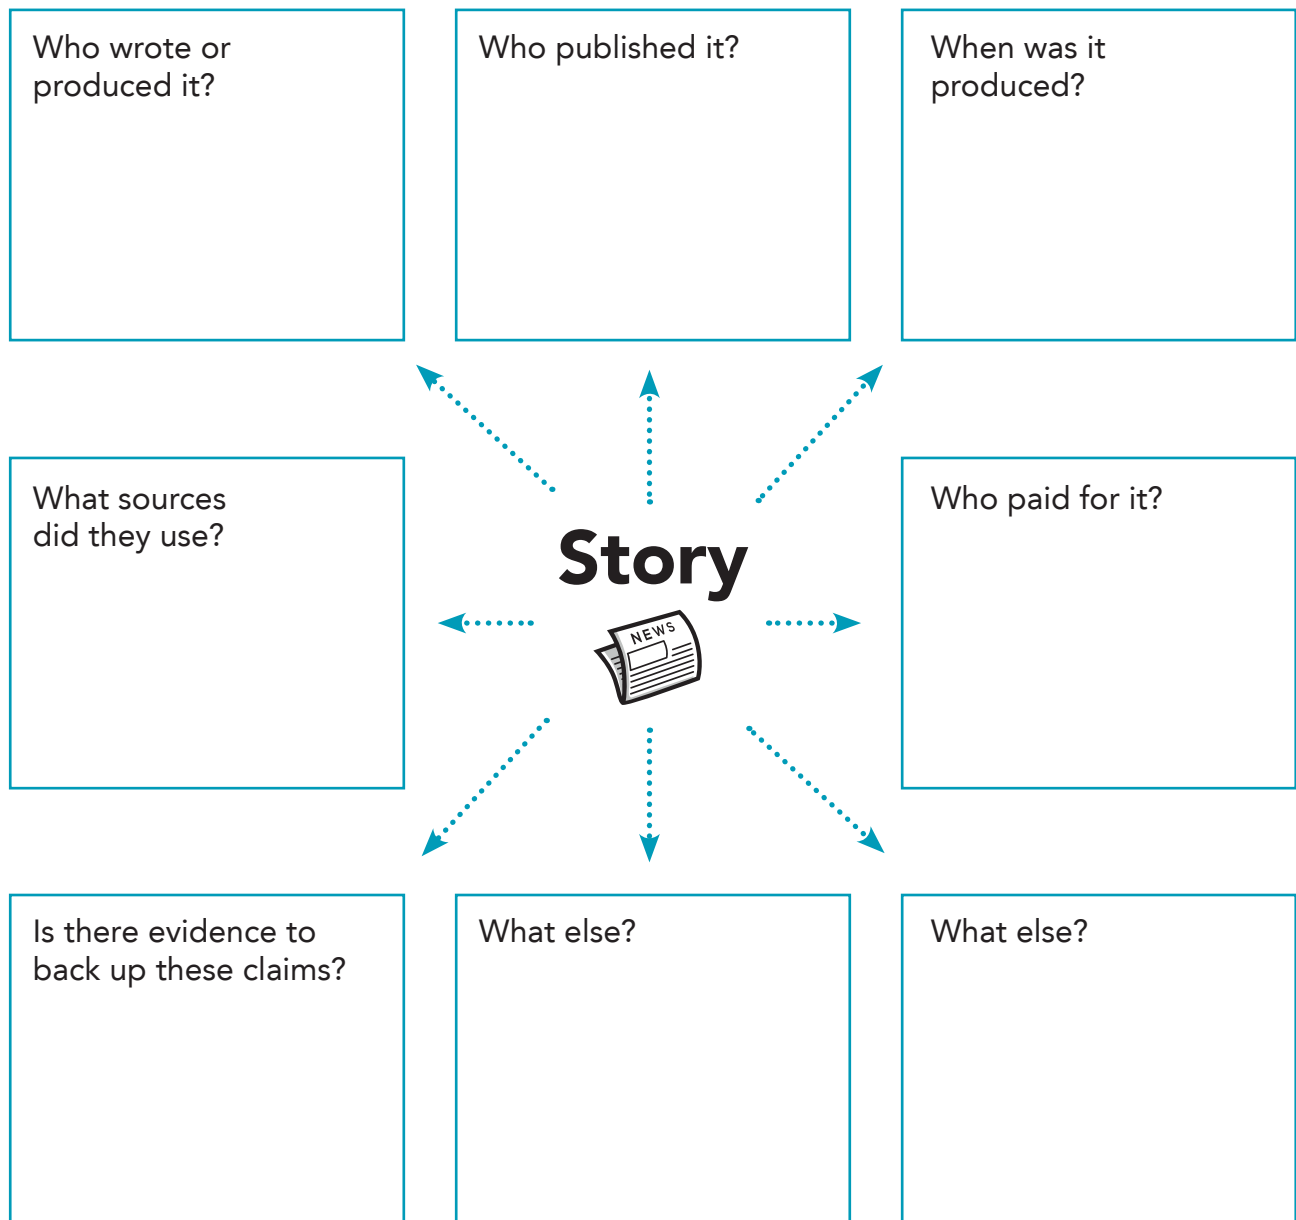 Who wrote or
produced it?
Who published it?
When was it
produced?
What sources
did they use?
Story
NEWS
Who paid for it?
Is there evidence to
back up these claims?
What else?
What else?